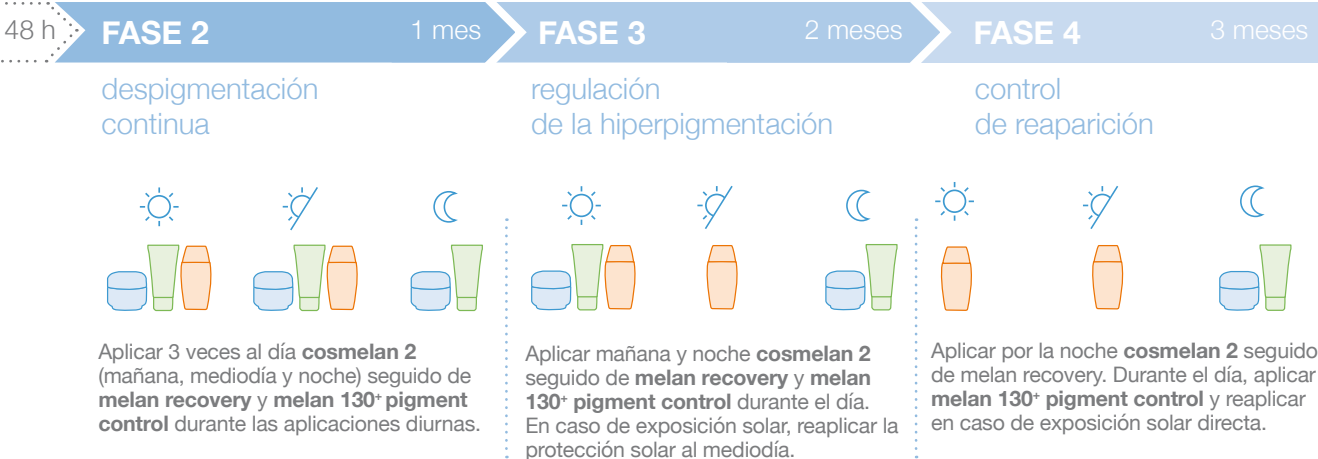 48 h
FASE 2
1 mes
FASE 3
2 meses
FASE 4
3 meses
despigmentación
continua
regulación
de la hiperpigmentación
control
de reaparición
Aplicar 3 veces al día cosmelan 2
(mañana, mediodía y noche) seguido de
melan recovery y melan 130+ pigment
control durante las aplicaciones diurnas.
Aplicar mañana y noche cosmelan 2
seguido de melan recovery y melan
130+ pigment control durante el día.
En caso de exposición solar, reaplicar la
protección solar al mediodía.
Aplicar por la noche cosmelan 2 seguido
de melan recovery. Durante el día, aplicar
melan 130+ pigment control y reaplicar
en caso de exposición solar directa.